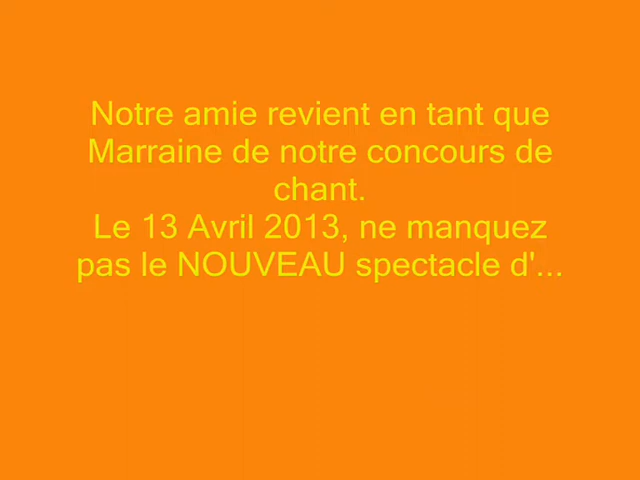 Notre amie revient en tant que
Marraine de notre concours de
chant.
Le 13 Avril 2013, ne manquez
pas le NOUVEAU spectacle d'...